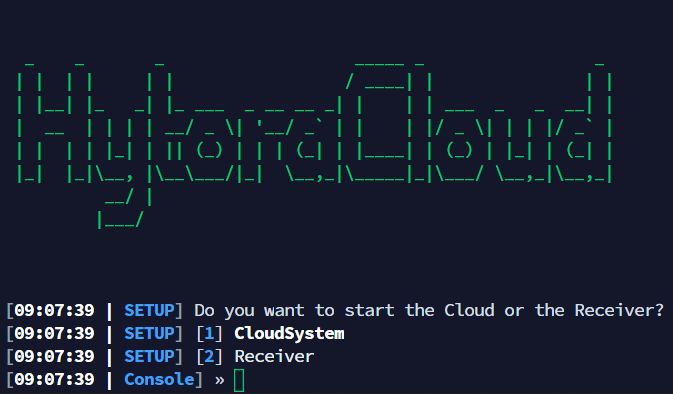 HytoraCloud
[09:07:39 | SETUP] Do you want to start the Cloud or the Receiver?
[09:07:39 | SETUP] [1] CloudSystem
[09:07:39 | SETUP] [2] Receiver
[09:07:39 | Console] »